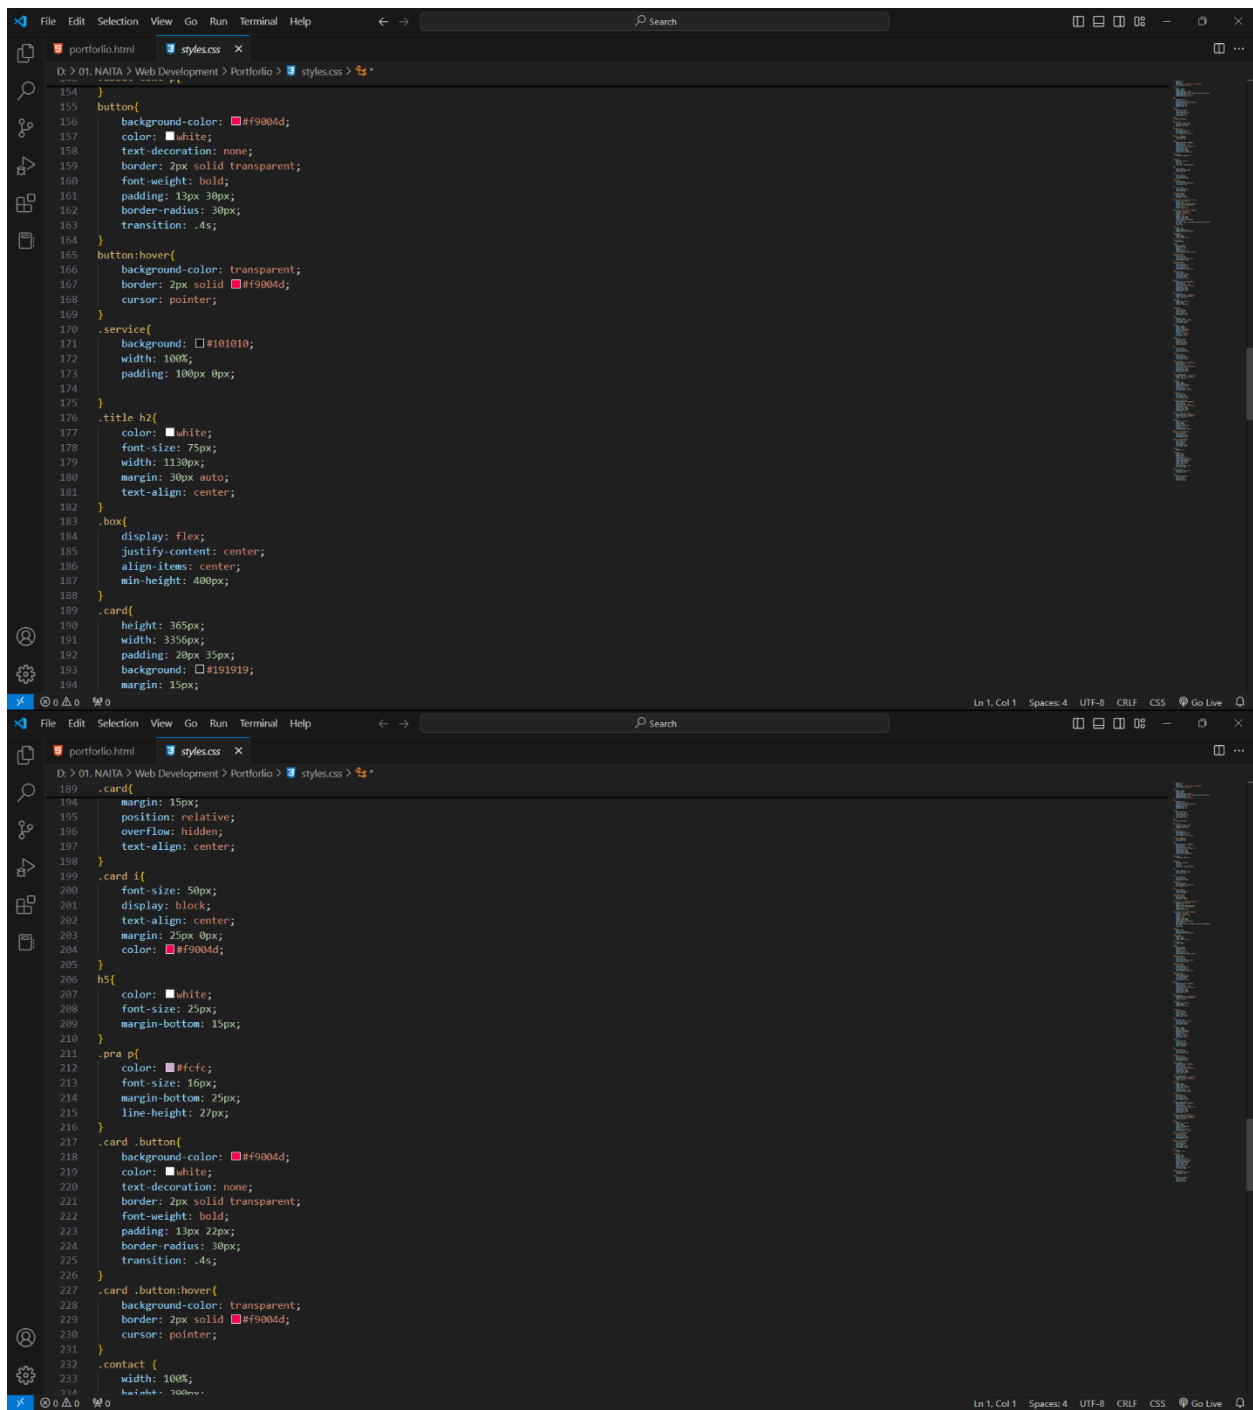 File Edit Selection View Go Run Terminal Help Search
portforlio.html styles.css
D: > 01. NAITA > Web Development > Portforlio > styles.css > *
154 }
155 button{
156 background-color: #f9004d;
157 color: white;
158 text-decoration: none;
159 border: 2px solid transparent;
160 font-weight: bold;
161 padding: 13px 30px;
162 border-radius: 30px;
163 transition: .4s;
164 }
165 button:hover{
166 background-color: transparent;
167 border: 2px solid #f9004d;
168 cursor: pointer;
169 }
170 .service{
171 background: #101010;
172 width: 100%;
173 padding: 100px 0px;
174
175 }
176 .title h2{
177 color: white;
178 font-size: 75px;
179 width: 1130px;
180 margin: 30px auto;
181 text-align: center;
182 }
183 .box{
184 display: flex;
185 justify-content: center;
186 align-items: center;
187 min-height: 400px;
188 }
189 .card{
190 height: 365px;
191 width: 3356px;
192 padding: 20px 35px;
193 background: #191919;
194 margin: 15px;
0 0 0 Ln 1, Col 1 Spaces: 4 UTF-8 CRLF CSS Go Live
File Edit Selection View Go Run Terminal Help Search
portforlio.html styles.css
D: > 01. NAITA > Web Development > Portforlio > styles.css > *
189 .card{
194 margin: 15px;
195 position: relative;
196 overflow: hidden;
197 text-align: center;
198 }
199 .card i{
200 font-size: 50px;
201 display: block;
202 text-align: center;
203 margin: 25px 0px;
204 color: #f9004d;
205 }
206 h5{
207 color: white;
208 font-size: 25px;
209 margin-bottom: 15px;
210 }
211 .pra p{
212 color: #fcfc;
213 font-size: 16px;
214 margin-bottom: 25px;
215 line-height: 27px;
216 }
217 .card .button{
218 background-color: #f9004d;
219 color: white;
220 text-decoration: none;
221 border: 2px solid transparent;
222 font-weight: bold;
223 padding: 13px 22px;
224 border-radius: 30px;
225 transition: .4s;
226 }
227 .card .button:hover{
228 background-color: transparent;
229 border: 2px solid #f9004d;
230 cursor: pointer;
231 }
232 .contact {
233 width: 100%;
234 height: 290px;
0 0 0 Ln 1, Col 1 Spaces: 4 UTF-8 CRLF CSS Go Live